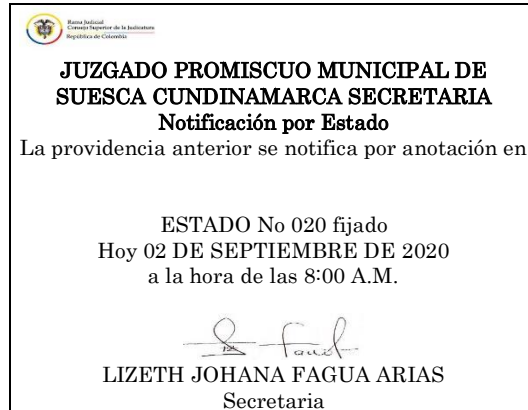 Rama Judicial
Consejo Superior de la Judicatura
República de Colombia
JUZGADO PROMISCUO MUNICIPAL DE
SUESCA CUNDINAMARCA SECRETARIA
Notificación por Estado
La providencia anterior se notifica por anotación en
ESTADO No 020 fijado
Hoy 02 DE SEPTIEMBRE DE 2020
a la hora de las 8:00 A.M.
LIZETH JOHANA FAGUA ARIAS
Secretaria